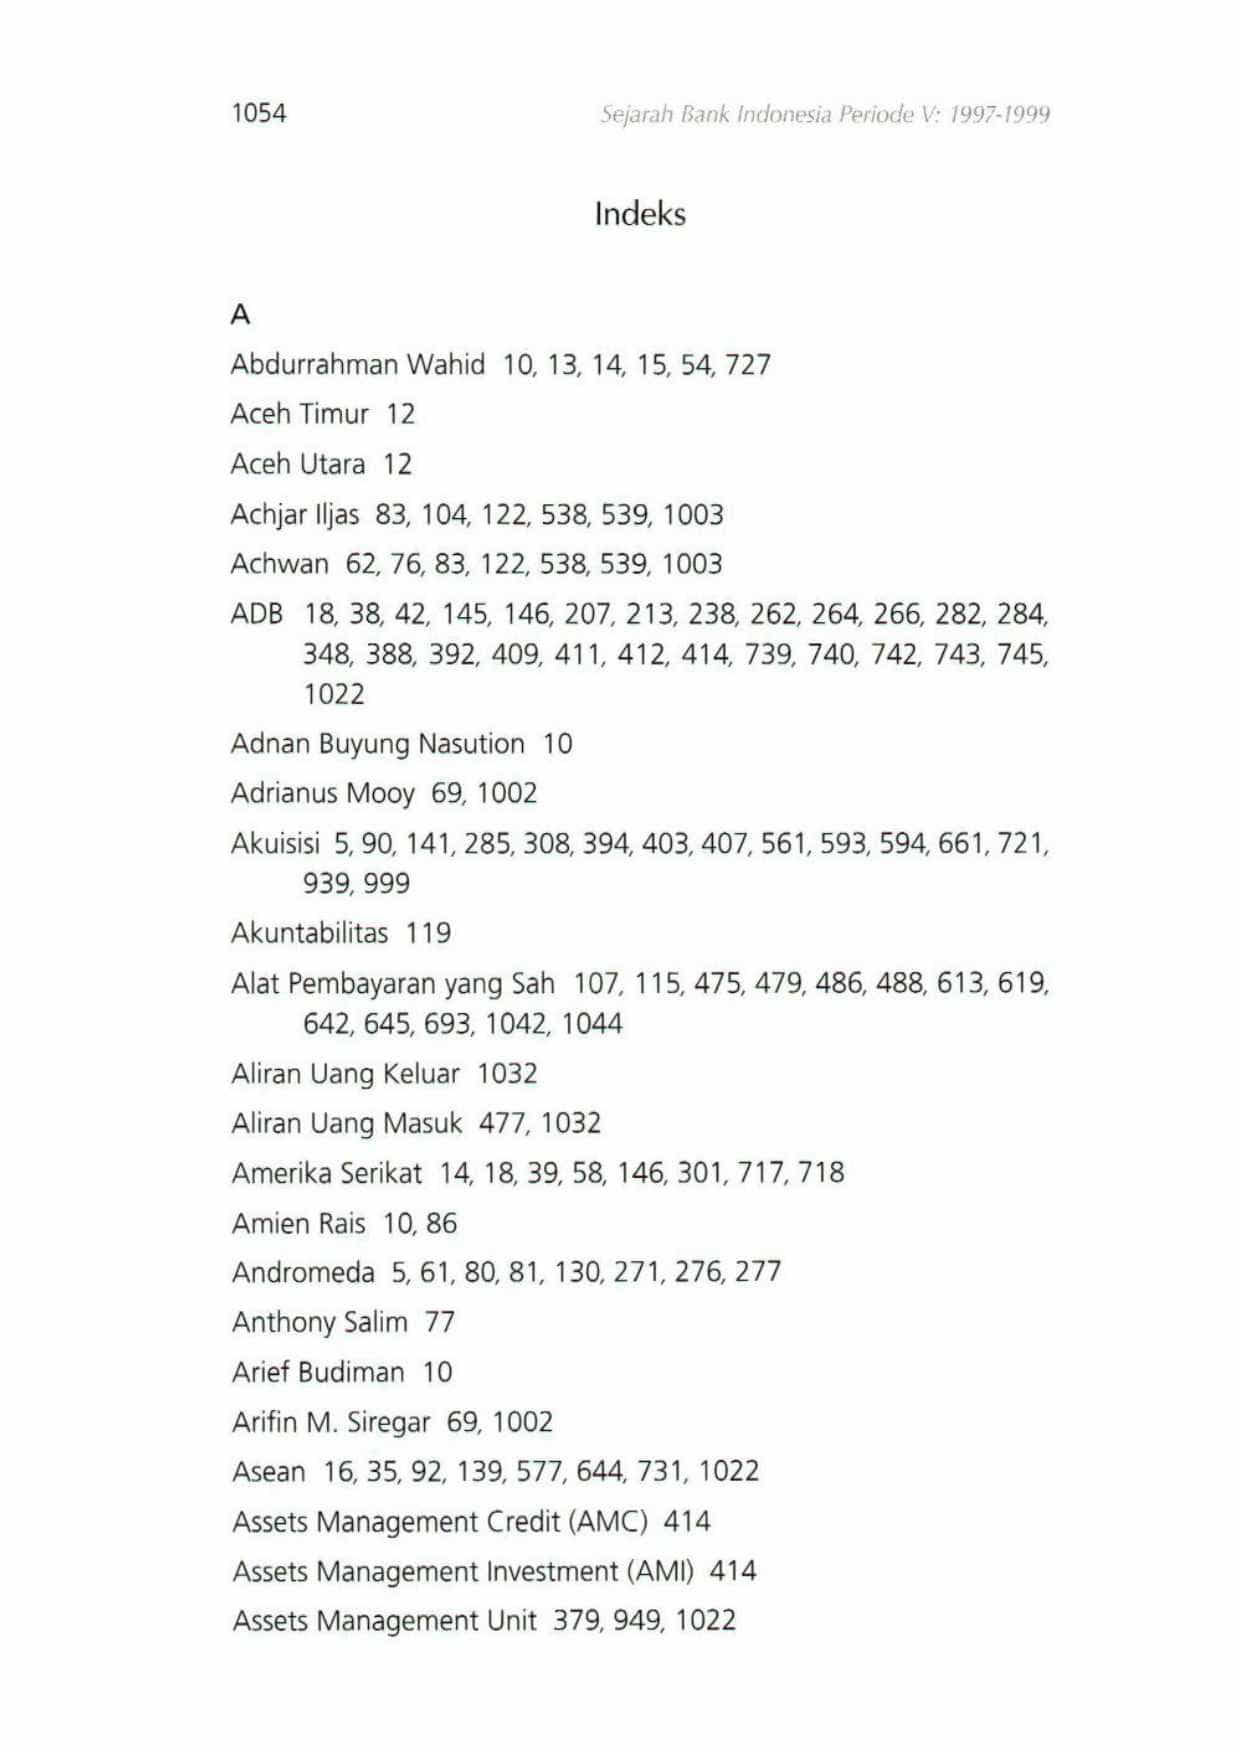 1054
Sejarah Bank Indonesia Periode V: 1997-1999
Indeks
A
Abdurrahman Wahid 10, 13, 14, 15, 54, 727
Aceh Timur 12
Aceh Utara 12
Achjar Iljas 83, 104, 122, 538, 539, 1003
Achwan 62, 76, 83, 122, 538, 539, 1003
ADB 18, 38, 42, 145, 146, 207, 213, 238, 262, 264, 266, 282, 284,
348, 388, 392, 409, 411, 412, 414, 739, 740, 742, 743, 745,
1022
Adnan Buyung Nasution 10
Adrianus Mooy 69, 1002
Akuisisi 5, 90, 141, 285, 308, 394, 403, 407, 561, 593, 594, 661, 721,
939, 999
Akuntabilitas 119
Alat Pembayaran yang Sah 107, 115, 475, 479, 486, 488, 613, 619,
642, 645, 693, 1042, 1044
Aliran Uang Keluar 1032
Aliran Uang Masuk 477, 1032
Amerika Serikat 14, 18, 39, 58, 146, 301, 717, 718
Amien Rais 10, 86
Andromeda 5, 61, 80, 81, 130, 271, 276, 277
Anthony Salim 77
Arief Budiman 10
Arifin M. Siregar 69, 1002
Asean 16, 35, 92, 139, 577, 644, 731, 1022
Assets Management Credit (AMC) 414
Assets Management Investment (AMI) 414
Assets Management Unit 379, 949, 1022